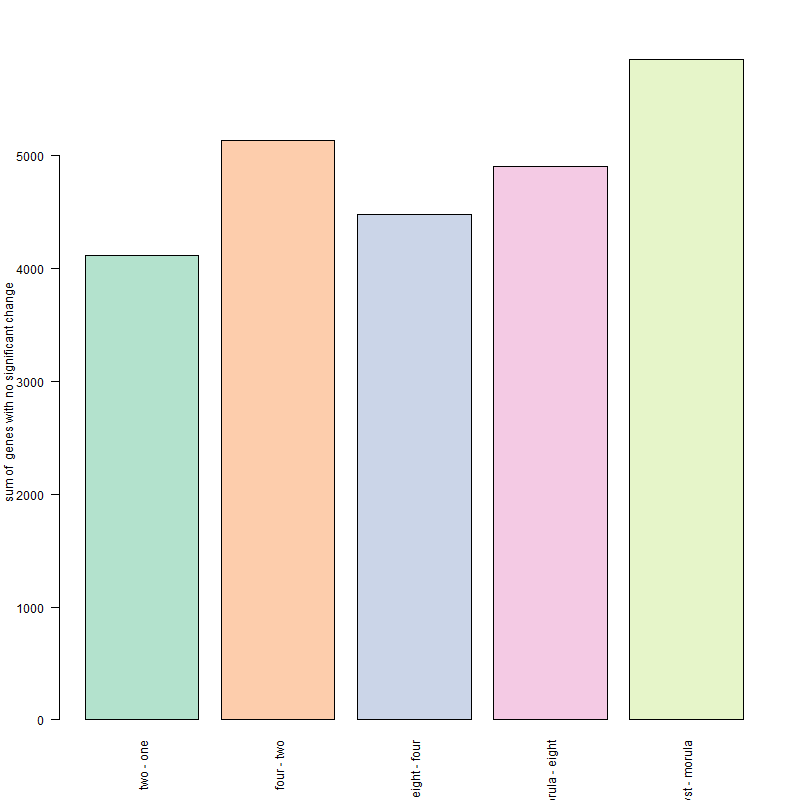 5000
4000
3000
2000
1000
0
sum of genes with no significant change
two - one
four - two
eight - four
rula - eight
st - morula